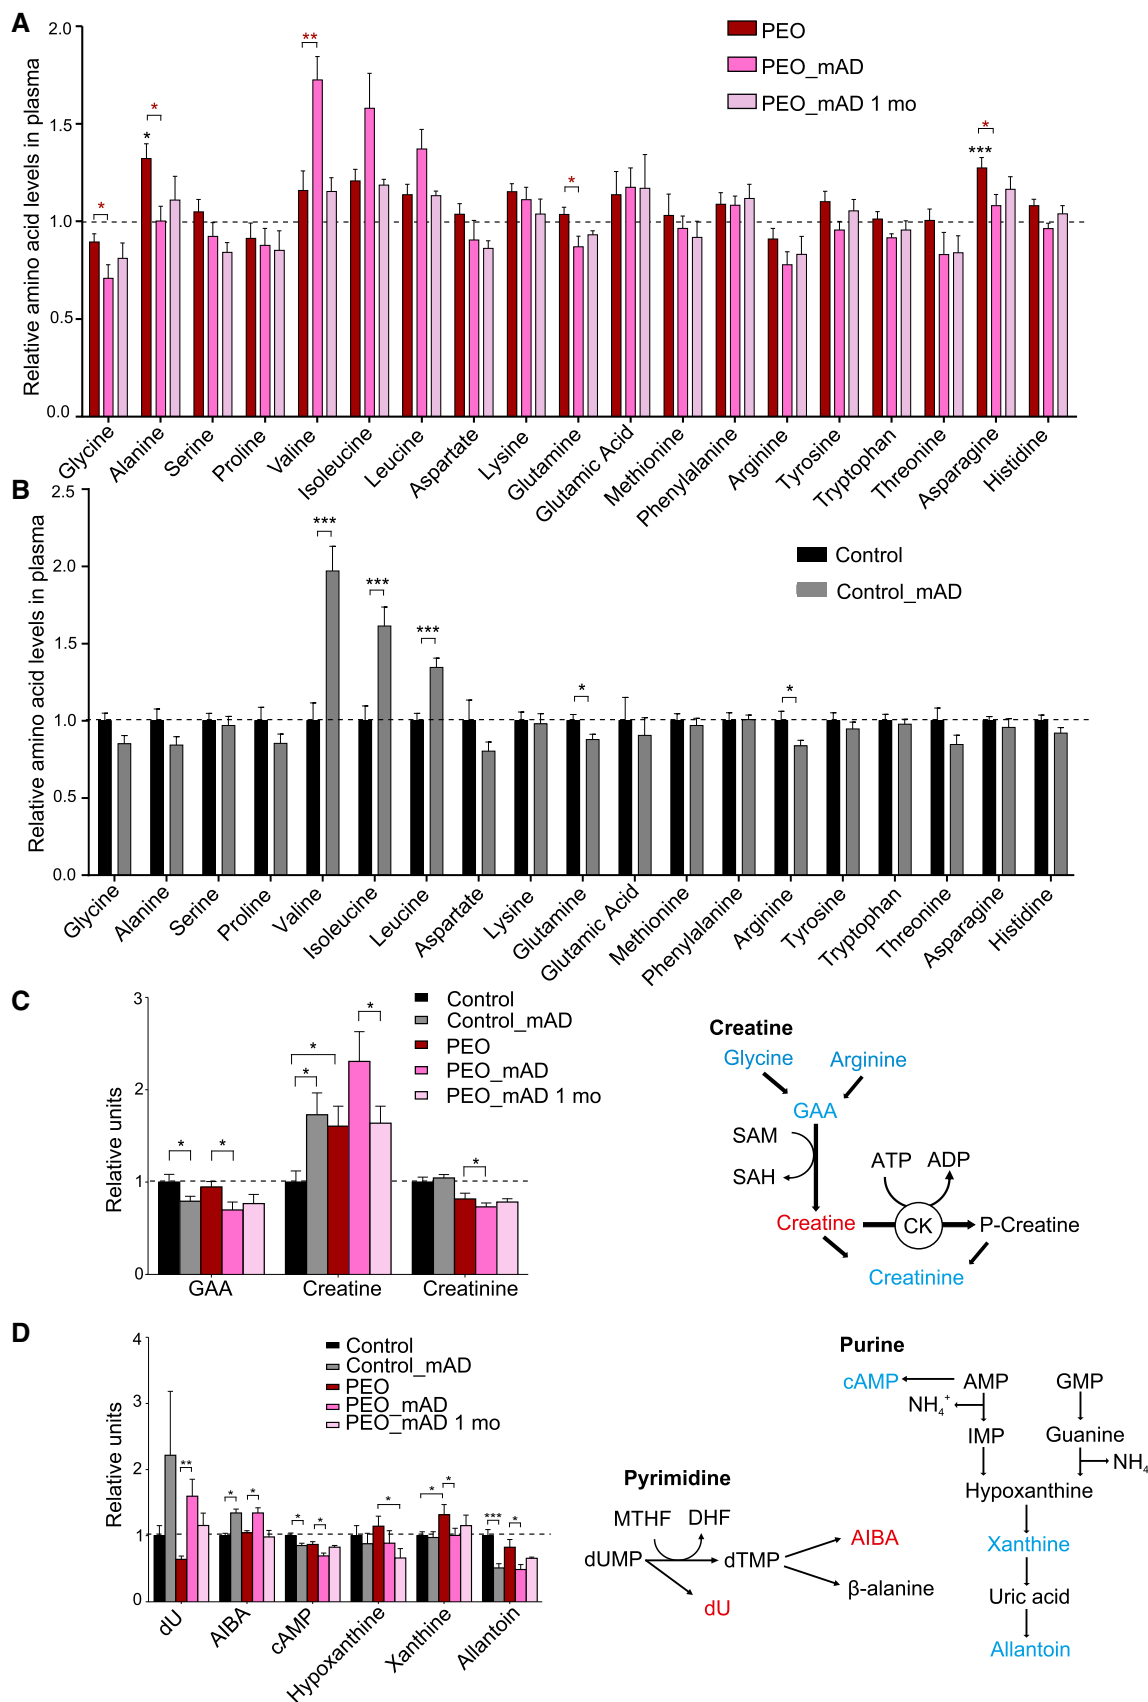 A
2.0
1.5
1.0
0.5
0.0
Relative amino acid levels in plasma
PEO
PEO_mAD
PEO_mAD 1 mo
*
*
*
**
*
***
*
Glycine
Alanine
Serine
Proline
Valine
Isoleucine
Leucine
Aspartate
Lysine
Glutamine
Glutamic Acid
Methionine
Phenylalanine
Arginine
Tyrosine
Tryptophan
Threonine
Asparagine
Histidine
B
2.5
2.0
1.5
1.0
0.5
0.0
Relative amino acid levels in plasma
Control
Control_mAD
***
***
***
*
*
Glycine
Alanine
Serine
Proline
Valine
Isoleucine
Leucine
Aspartate
Lysine
Glutamine
Glutamic Acid
Methionine
Phenylalanine
Arginine
Tyrosine
Tryptophan
Threonine
Asparagine
Histidine
C
3
2
1
0
Relative units
Control
Control_mAD
PEO
PEO_mAD
PEO_mAD 1 mo
*
*
*
*
*
*
GAA
Creatine
Creatinine
Creatine
Glycine
Arginine
GAA
SAM
SAH
ATP
ADP
Creatine
CK
P-Creatine
Creatinine
D
4
3
2
1
0
Relative units
Control
Control_mAD
PEO
PEO_mAD
PEO_mAD 1 mo
**
*
*
*
*
*
*
*
***
*
dU
AIBA
cAMP
Hypoxanthine
Xanthine
Allantoin
Pyrimidine
MTHF
DHF
dUMP
dTMP
dU
AIBA
β-alanine
Purine
cAMP
AMP
GMP
NH4+
IMP
Guanine
NH4
Hypoxanthine
Xanthine
Uric acid
Allantoin